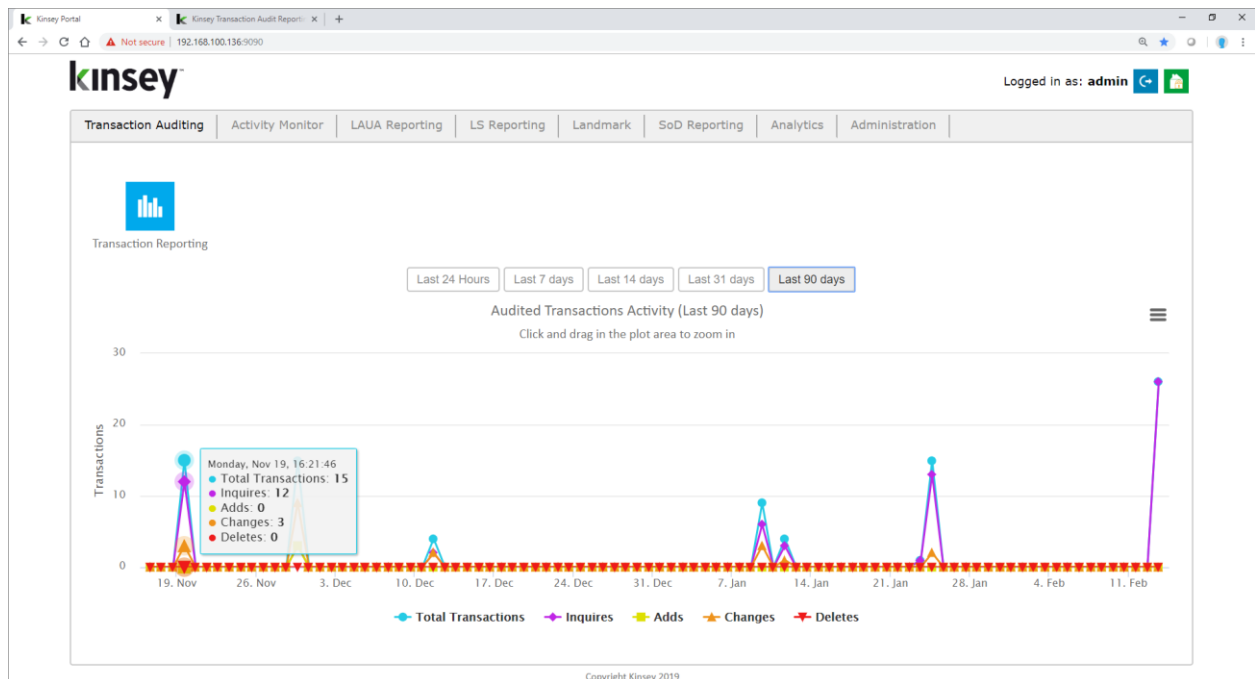 Kinsey Portal
Kinsey Transaction Audit Reporti
Not secure | 192.168.100.136:9090
kinsey
Logged in as: admin
Transaction Auditing Activity Monitor LAUA Reporting LS Reporting Landmark SoD Reporting Analytics Administration
Transaction Reporting
Last 24 Hours Last 7 days Last 14 days Last 31 days Last 90 days
Audited Transactions Activity (Last 90 days)
Click and drag in the plot area to zoom in
Transactions
30
20
10
0
Monday, Nov 19, 16:21:46
Total Transactions: 15
Inquires: 12
Adds: 0
Changes: 3
Deletes: 0
19. Nov 26. Nov 3. Dec 10. Dec 17. Dec 24. Dec 31. Dec 7. Jan 14. Jan 21. Jan 28. Jan 4. Feb 11. Feb
Total Transactions Inquires Adds Changes Deletes
Copyright Kinsey 2019